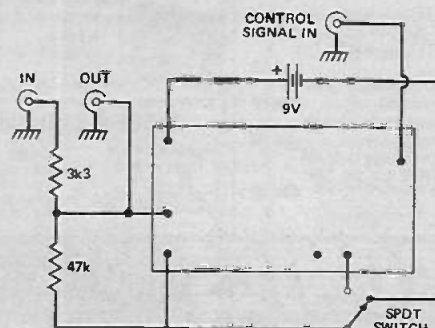 CONTROL
SIGNAL IN
IN
OUT
+
9V
3k3
47k
SPDT
SWITCH